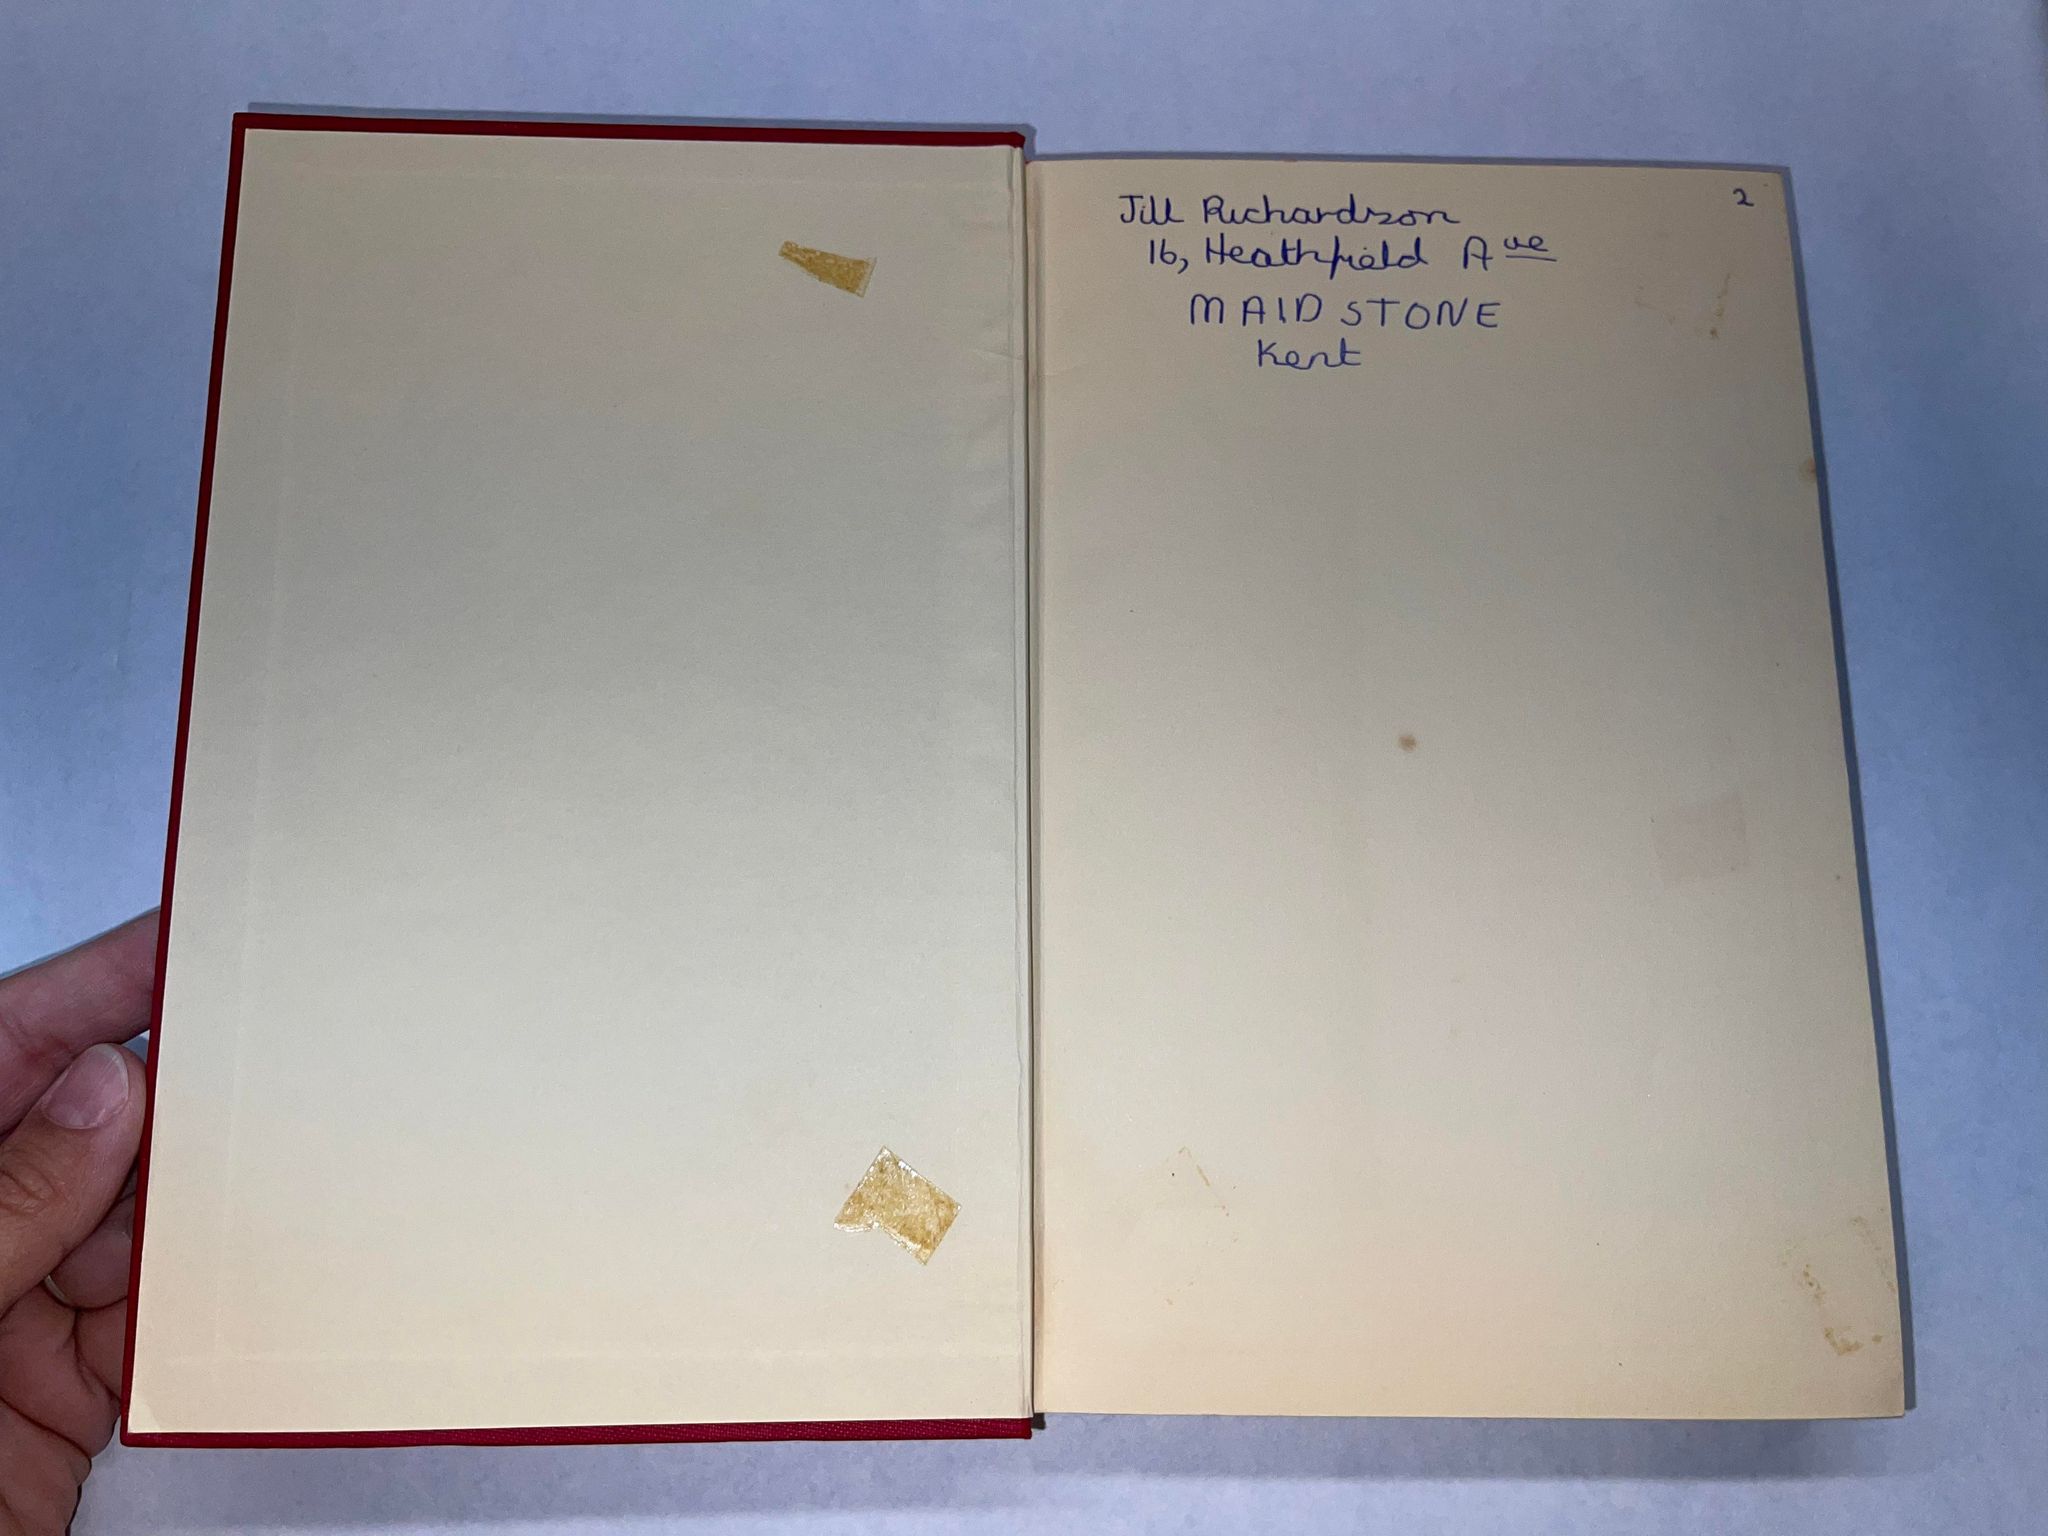 Jill Richardson 2
16, Heathfield Ave
MAIDSTONE
Kent